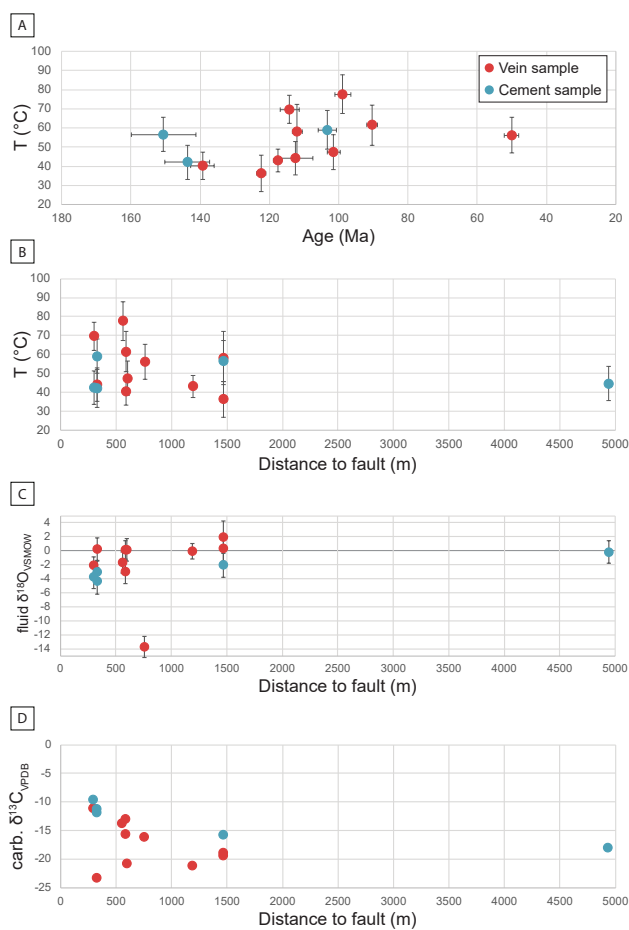 A
100
90
80
70
60
50
40
30
20
T (°C)
Vein sample
Cement sample
180 160 140 120 100 80 60 40 20
Age (Ma)
B
100
90
80
70
60
50
40
30
20
T (°C)
0 500 1000 1500 2000 2500 3000 3500 4000 4500 5000
Distance to fault (m)
C
4
2
0
-2
-4
-6
-8
-10
-12
-14
fluid δ18OVSMOW
0 500 1000 1500 2000 2500 3000 3500 4000 4500 5000
Distance to fault (m)
D
0
-5
-10
-15
-20
-25
carb. δ13CVPDB
0 500 1000 1500 2000 2500 3000 3500 4000 4500 5000
Distance to fault (m)